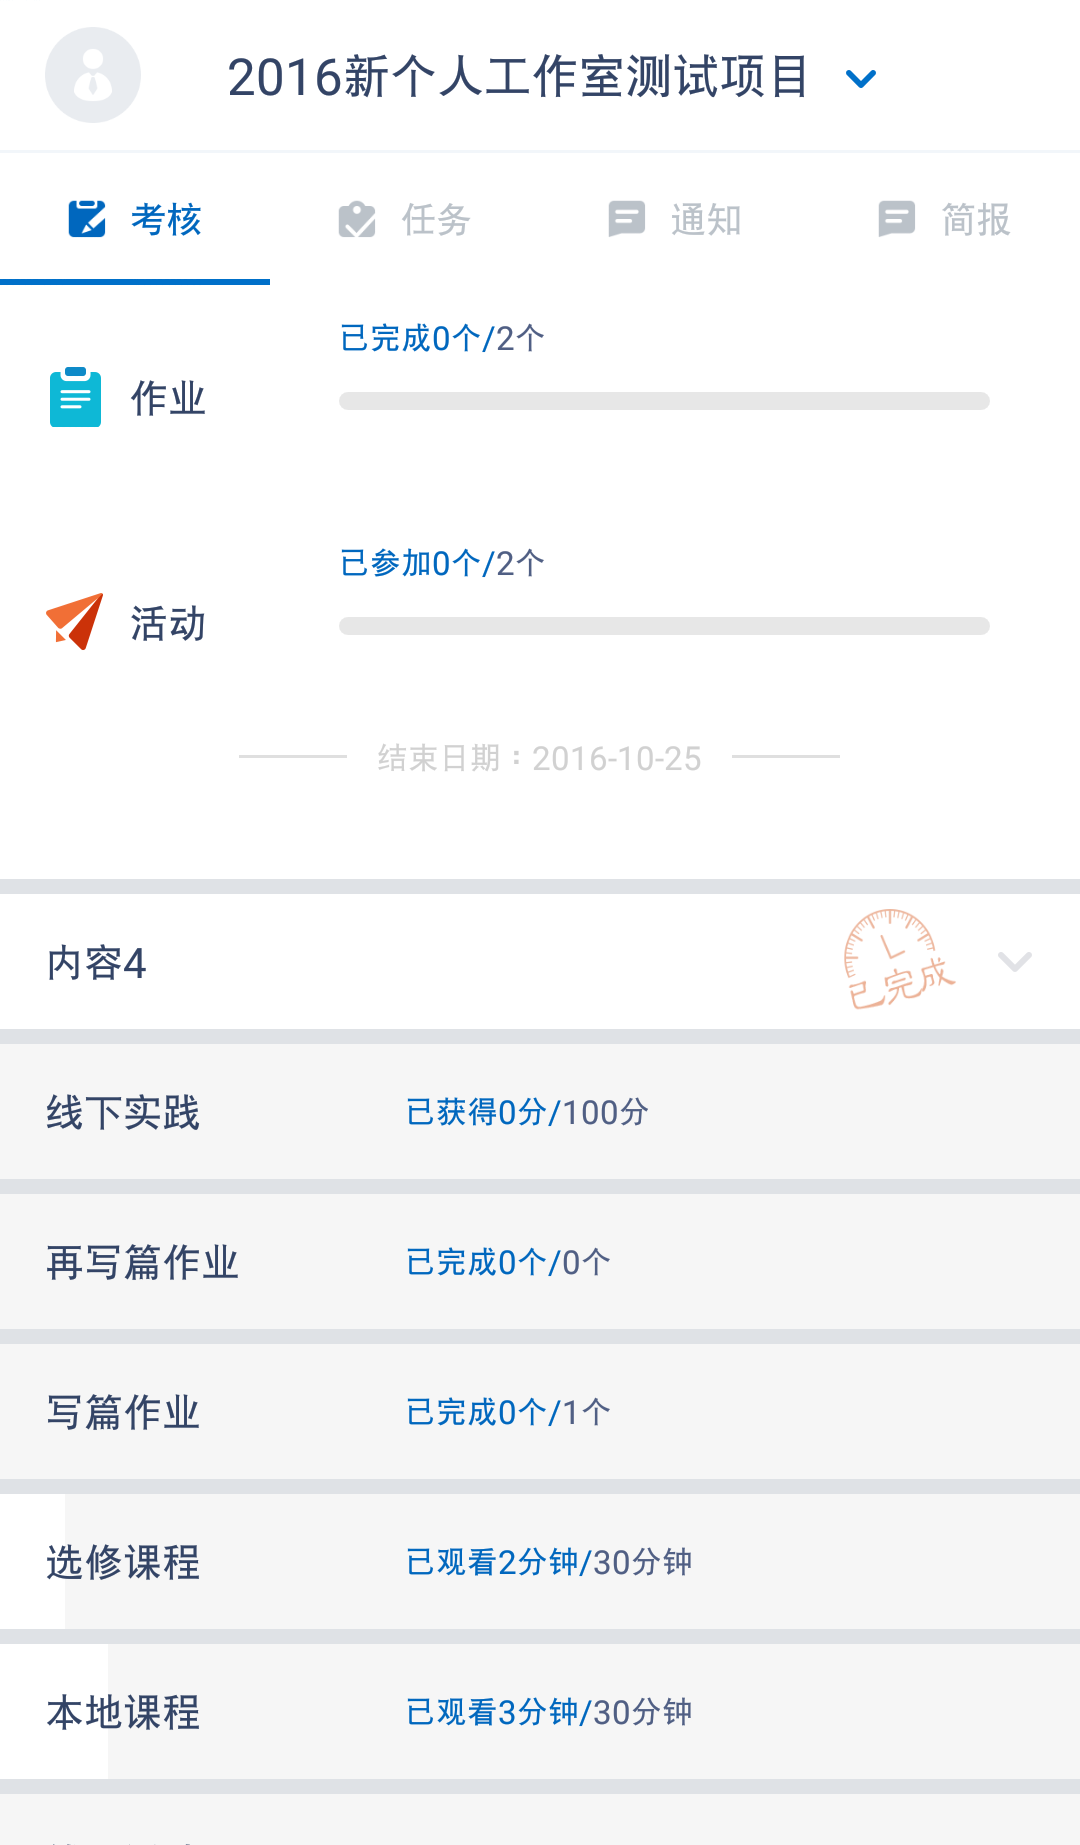 2016新个人工作室测试项目
考核 任务 通知 简报
已完成0个/2个
作业
已参加0个/2个
活动
结束日期：2016-10-25
内容4 已完成
线下实践 已获得0分/100分
再写篇作业 已完成0个/0个
写篇作业 已完成0个/1个
选修课程 已观看2分钟/30分钟
本地课程 已观看3分钟/30分钟